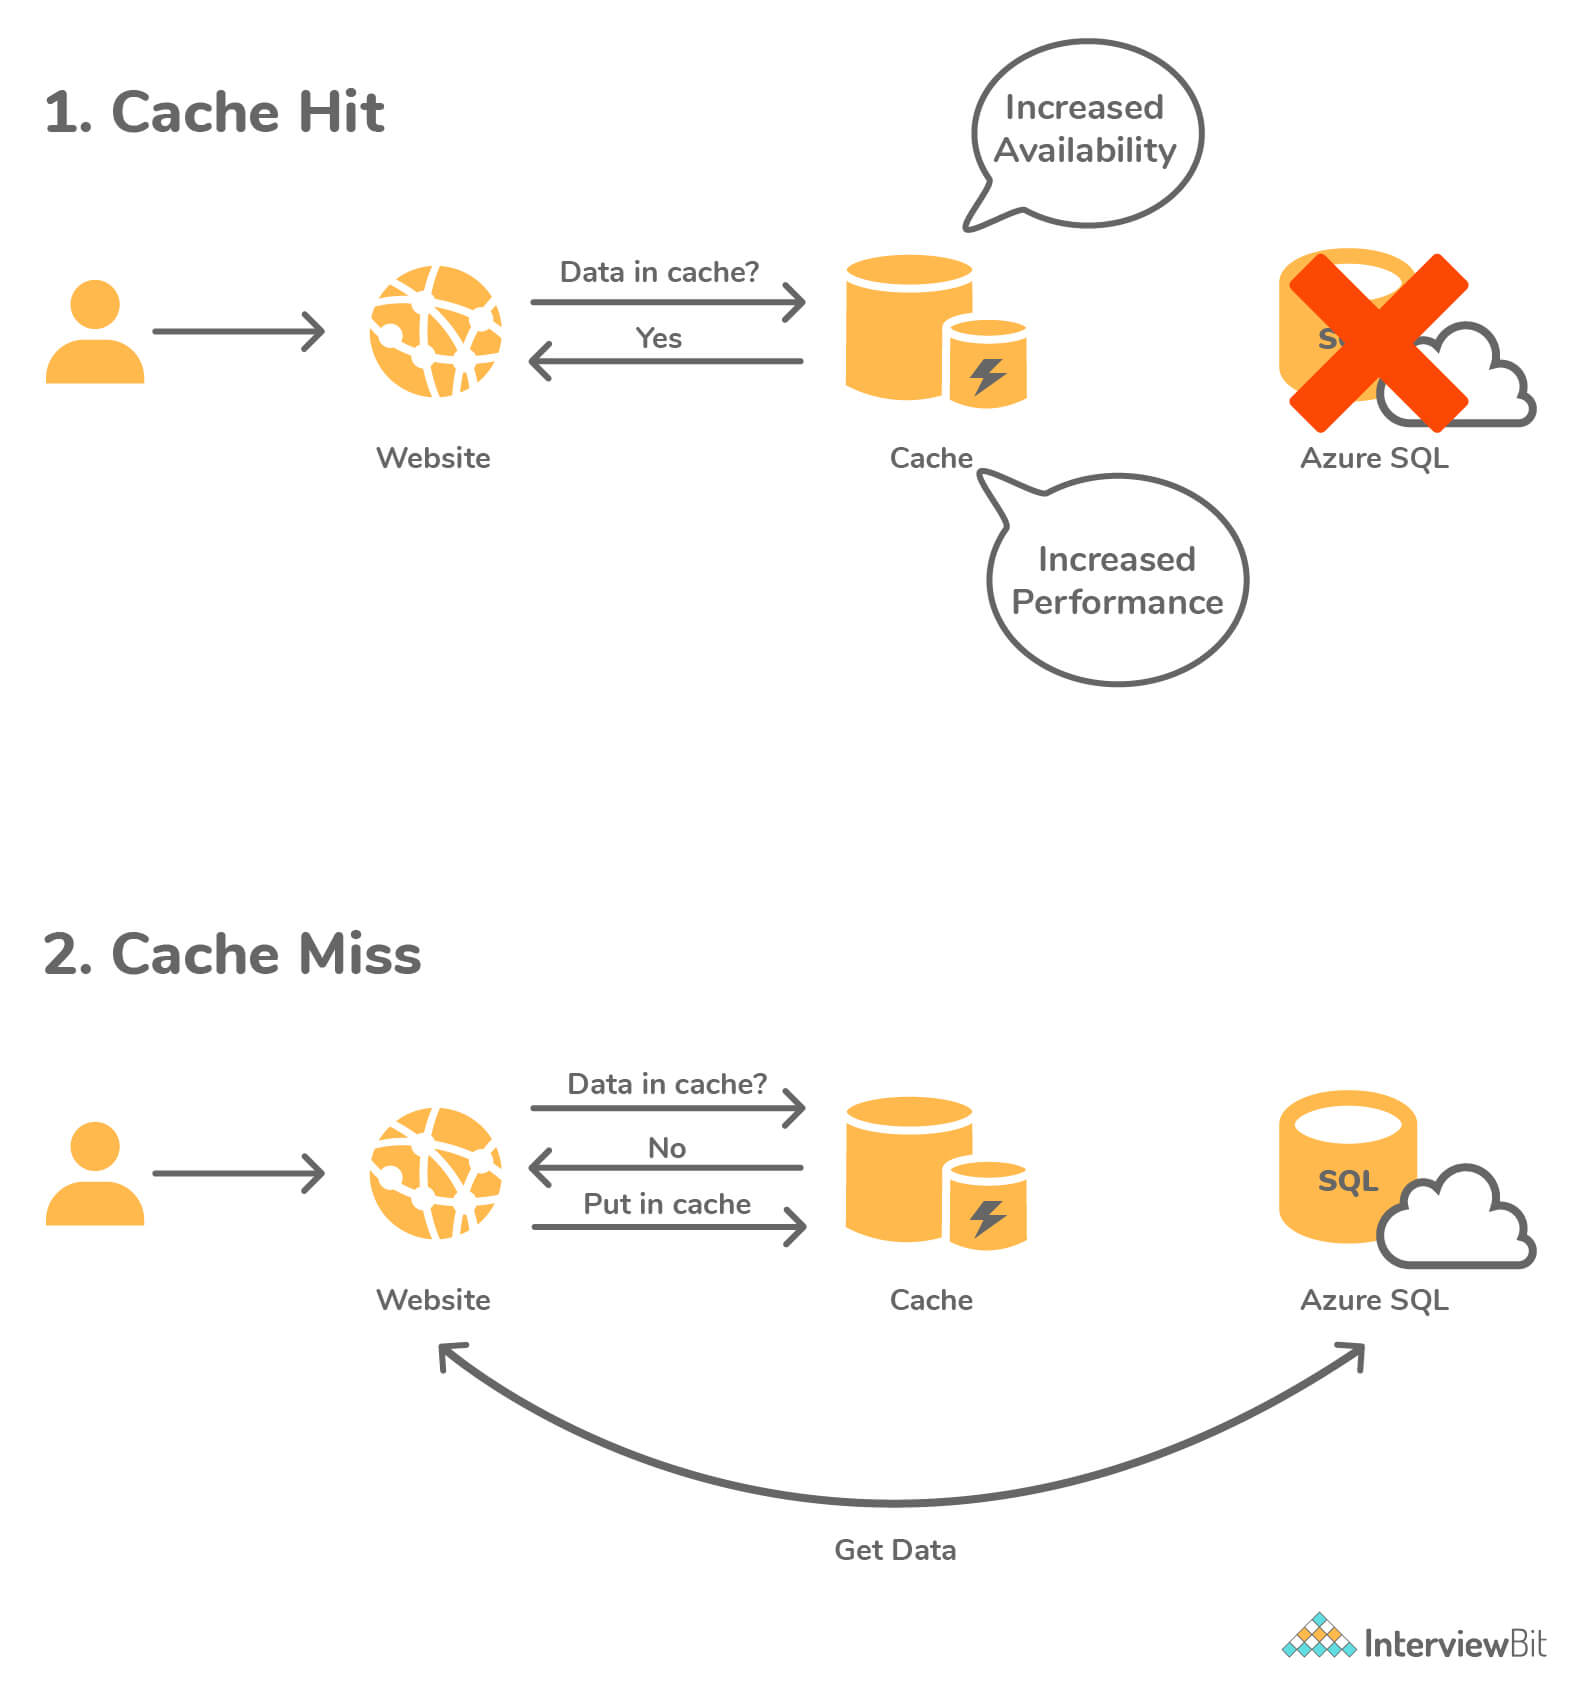 1. Cache Hit
Increased
Availability
Data in cache?
Yes
Website
Cache
Azure SQL
Increased
Performance
2. Cache Miss
Data in cache?
No
Put in cache
SQL
Website
Cache
Azure SQL
Get Data
InterviewBit